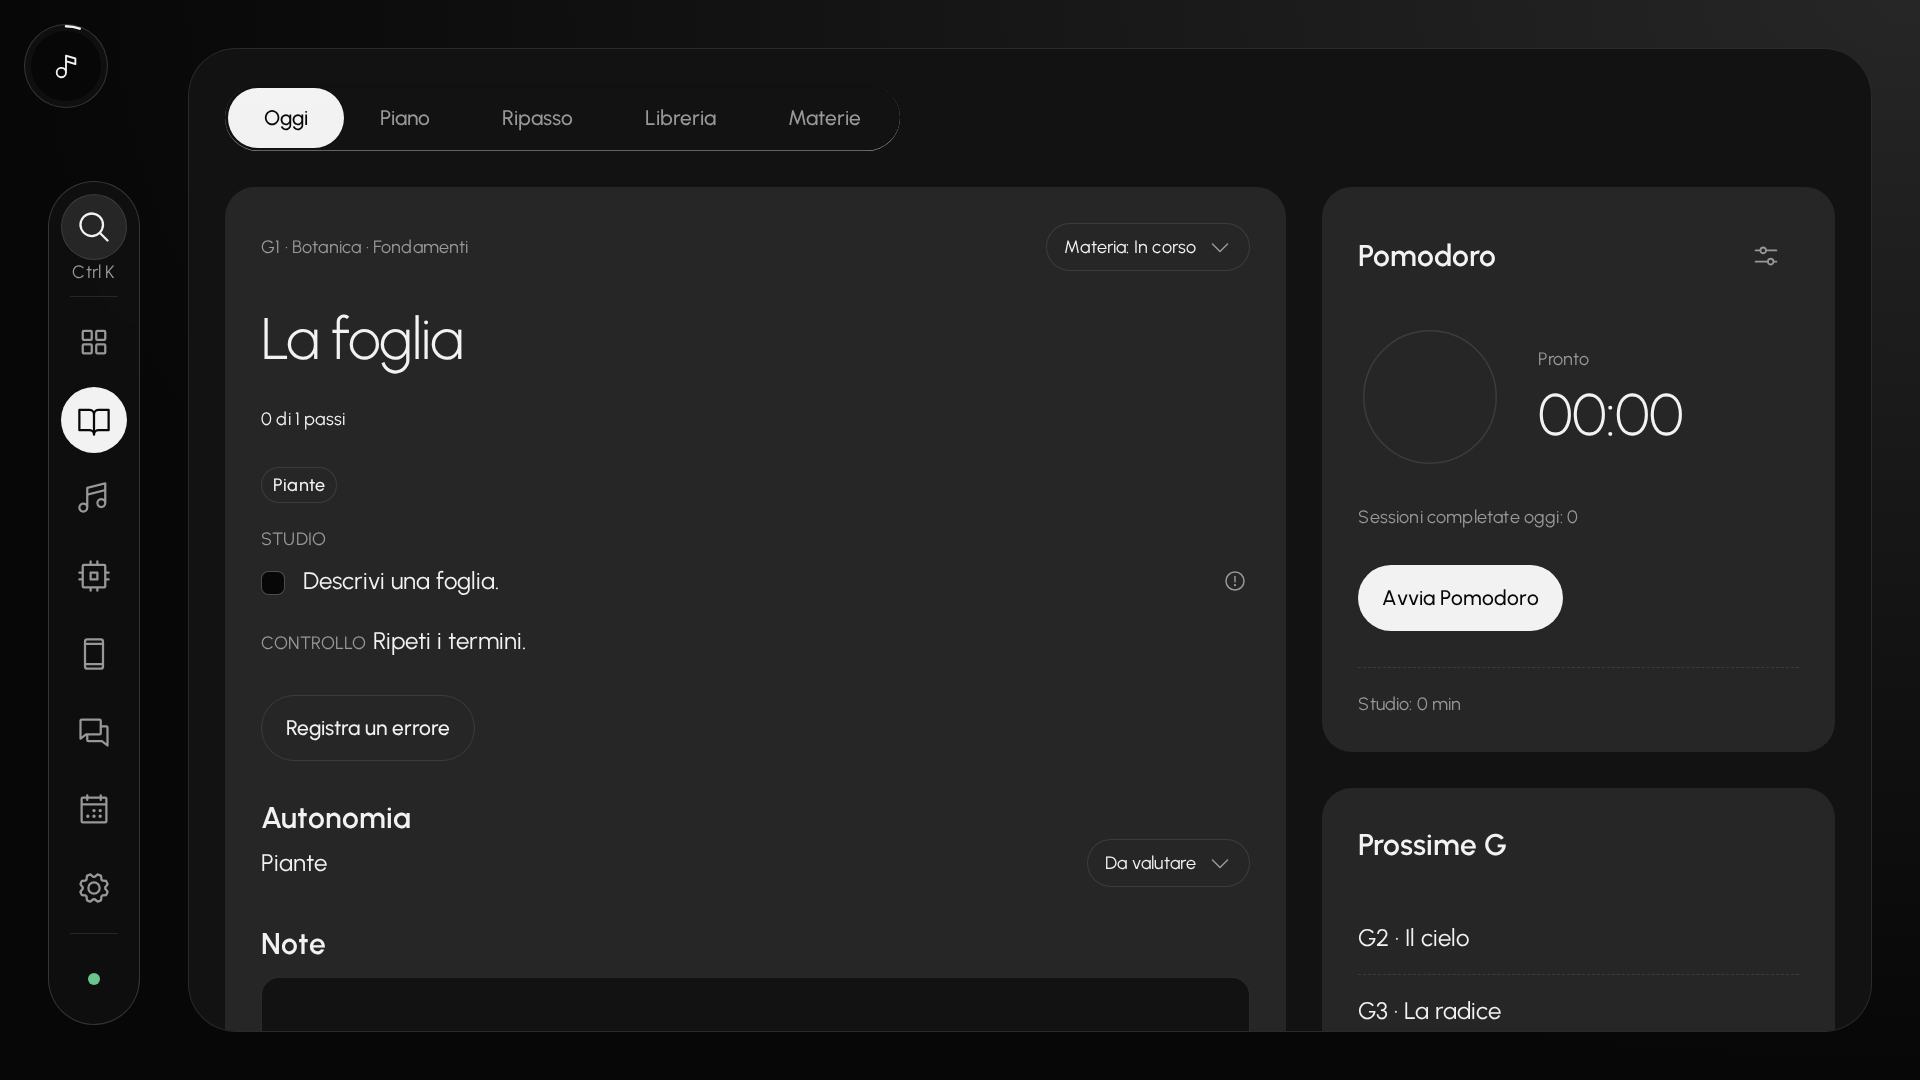 Oggi
Piano
Ripasso
Libreria
Materie
Ctrl K
G1 · Botanica · Fondamenti
Materia: In corso
La foglia
0 di 1 passi
Piante
STUDIO
Descrivi una foglia.
CONTROLLO Ripeti i termini.
Registra un errore
Autonomia
Piante
Da valutare
Note
Pomodoro
Pronto
00:00
Sessioni completate oggi: 0
Avvia Pomodoro
Studio: 0 min
Prossime G
G2 · Il cielo
G3 · La radice